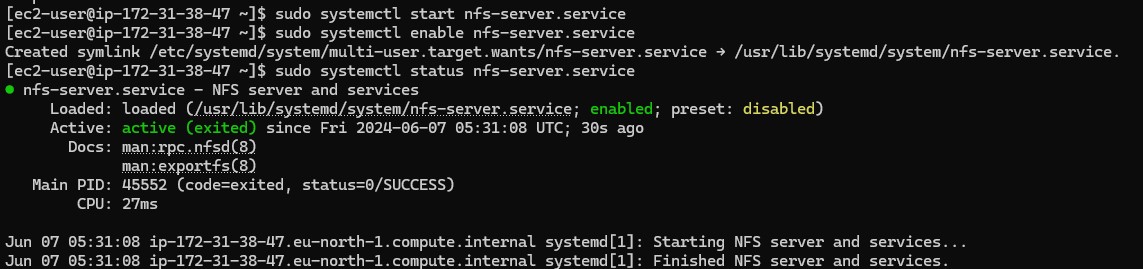 [ec2-user@ip-172-31-38-47 ~]$ sudo systemctl start nfs-server.service
[ec2-user@ip-172-31-38-47 ~]$ sudo systemctl enable nfs-server.service
Created symlink /etc/systemd/system/multi-user.target.wants/nfs-server.service → /usr/lib/systemd/system/nfs-server.service.
[ec2-user@ip-172-31-38-47 ~]$ sudo systemctl status nfs-server.service
● nfs-server.service - NFS server and services
Loaded: loaded (/usr/lib/systemd/system/nfs-server.service; enabled; preset: disabled)
Active: active (exited) since Fri 2024-06-07 05:31:08 UTC; 30s ago
Docs: man:rpc.nfsd(8)
man:exportfs(8)
Main PID: 45552 (code=exited, status=0/SUCCESS)
CPU: 27ms
Jun 07 05:31:08 ip-172-31-38-47.eu-north-1.compute.internal systemd[1]: Starting NFS server and services...
Jun 07 05:31:08 ip-172-31-38-47.eu-north-1.compute.internal systemd[1]: Finished NFS server and services.